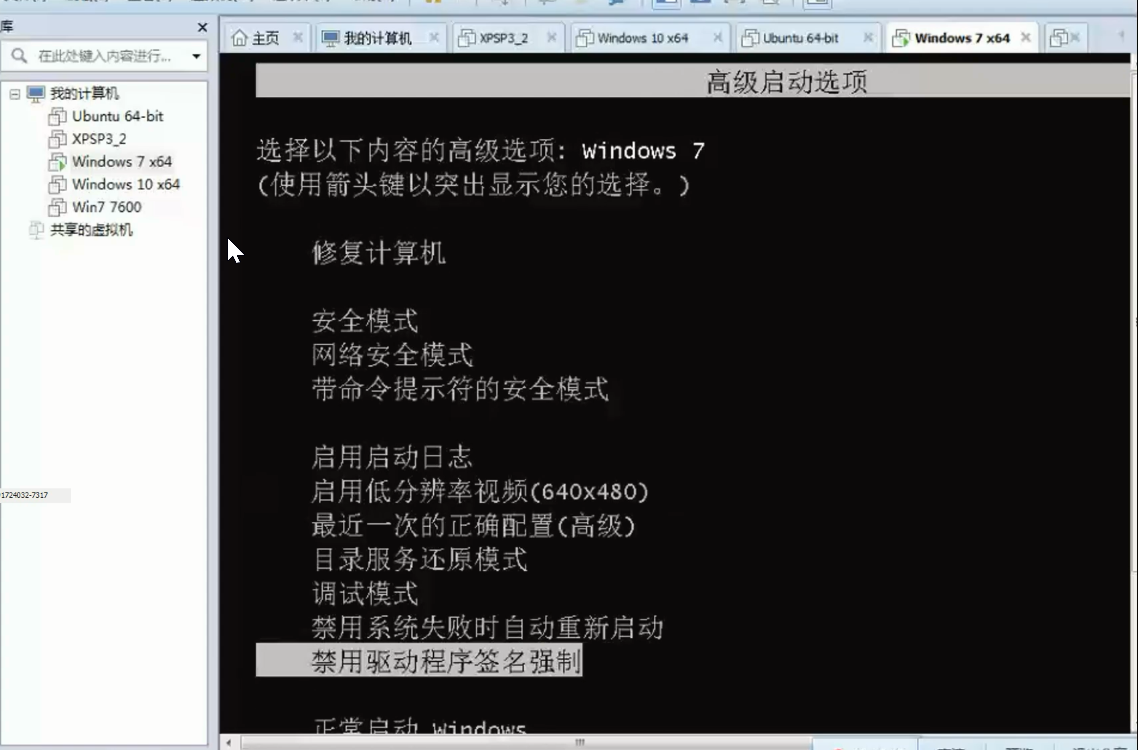 库
主页
我的计算机
XPSP3_2
Windows 10 x64
Ubuntu 64-bit
Windows 7 x64
在此处键入内容进行...
我的计算机
Ubuntu 64-bit
XPSP3_2
Windows 7 x64
Windows 10 x64
Win7 7600
共享的虚拟机
1724032-7317
高级启动选项
选择以下内容的高级选项: Windows 7
(使用箭头键以突出显示您的选择。)
修复计算机
安全模式
网络安全模式
带命令提示符的安全模式
启用启动日志
启用低分辨率视频(640x480)
最近一次的正确配置(高级)
目录服务还原模式
调试模式
禁用系统失败时自动重新启动
禁用驱动程序签名强制
正常启动 Windows